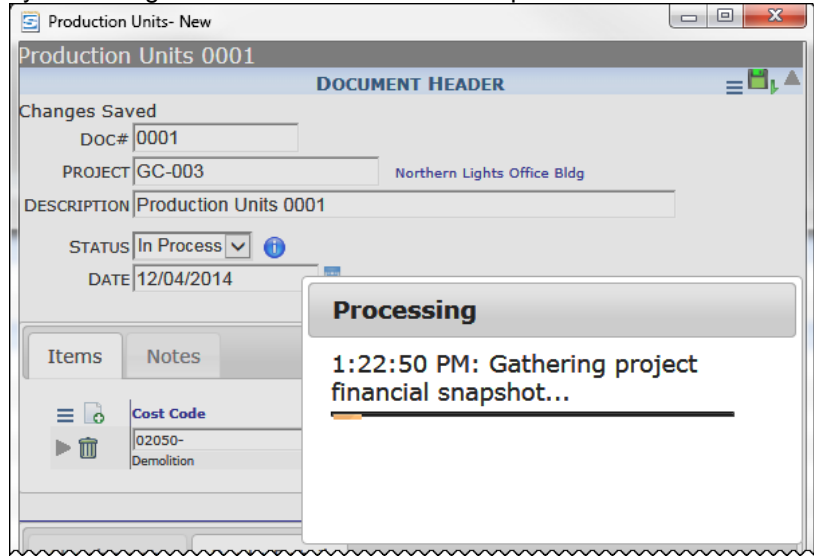 Production Units- New
Production Units 0001
DOCUMENT HEADER
Changes Saved
DOC# 0001
PROJECT GC-003 Northern Lights Office Bldg
DESCRIPTION Production Units 0001
STATUS In Process
DATE 12/04/2014
Processing
1:22:50 PM: Gathering project
financial snapshot...
Items Notes
Cost Code
02050-
Demolition